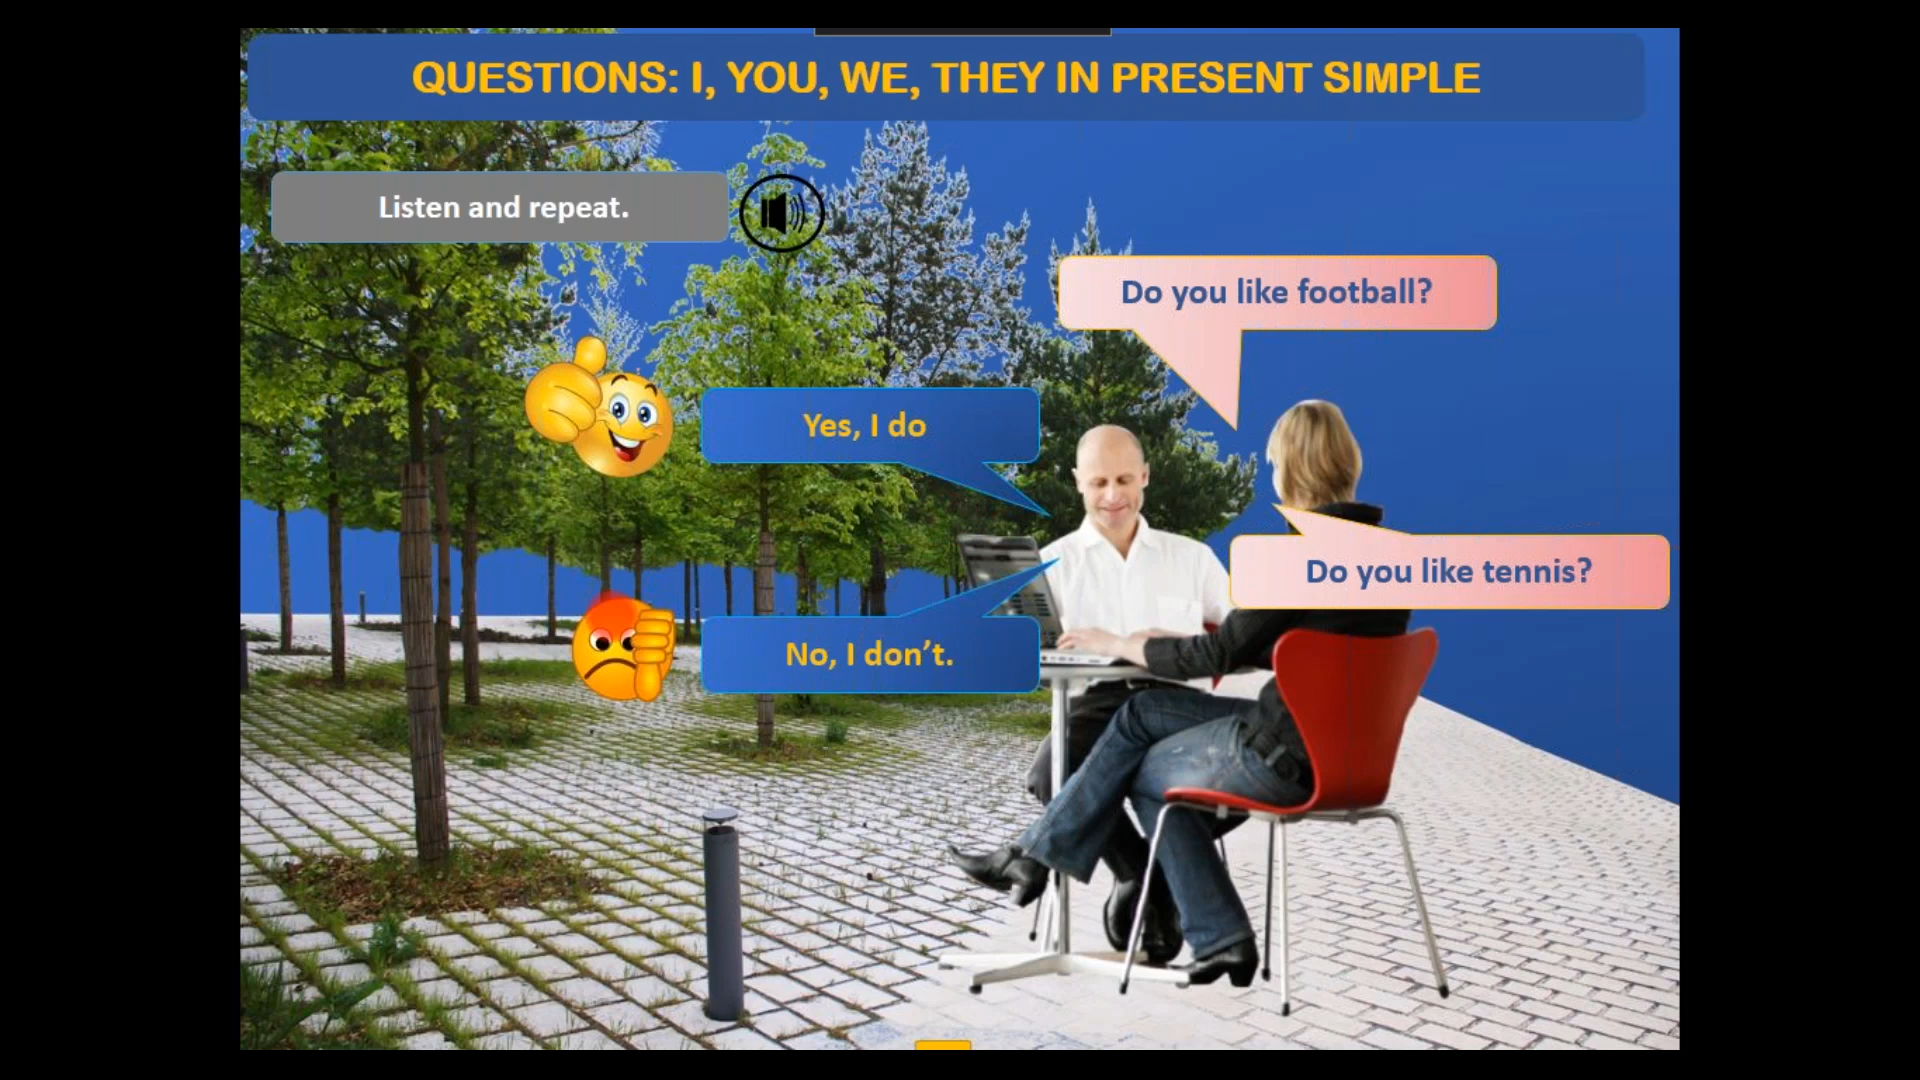 QUESTIONS: I, YOU, WE, THEY IN PRESENT SIMPLE
Listen and repeat.
Do you like football?
Yes, I do
Do you like tennis?
No, I don’t.